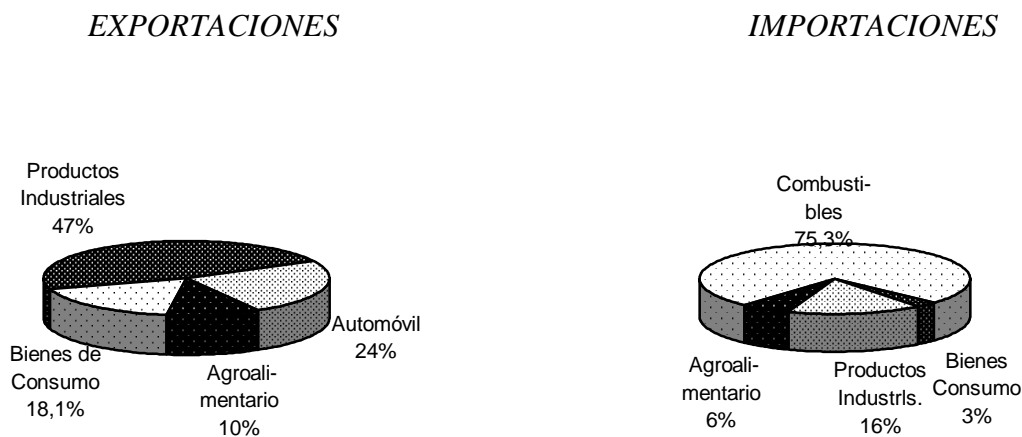 EXPORTACIONES
Productos
Industriales
47%
Automóvil
24%
Bienes de
Consumo
18,1%
Agroali-
mentario
10%
IMPORTACIONES
Combusti-
bles
75,3%
Agroali-
mentario
6%
Productos
Industrls.
16%
Bienes
Consumo
3%